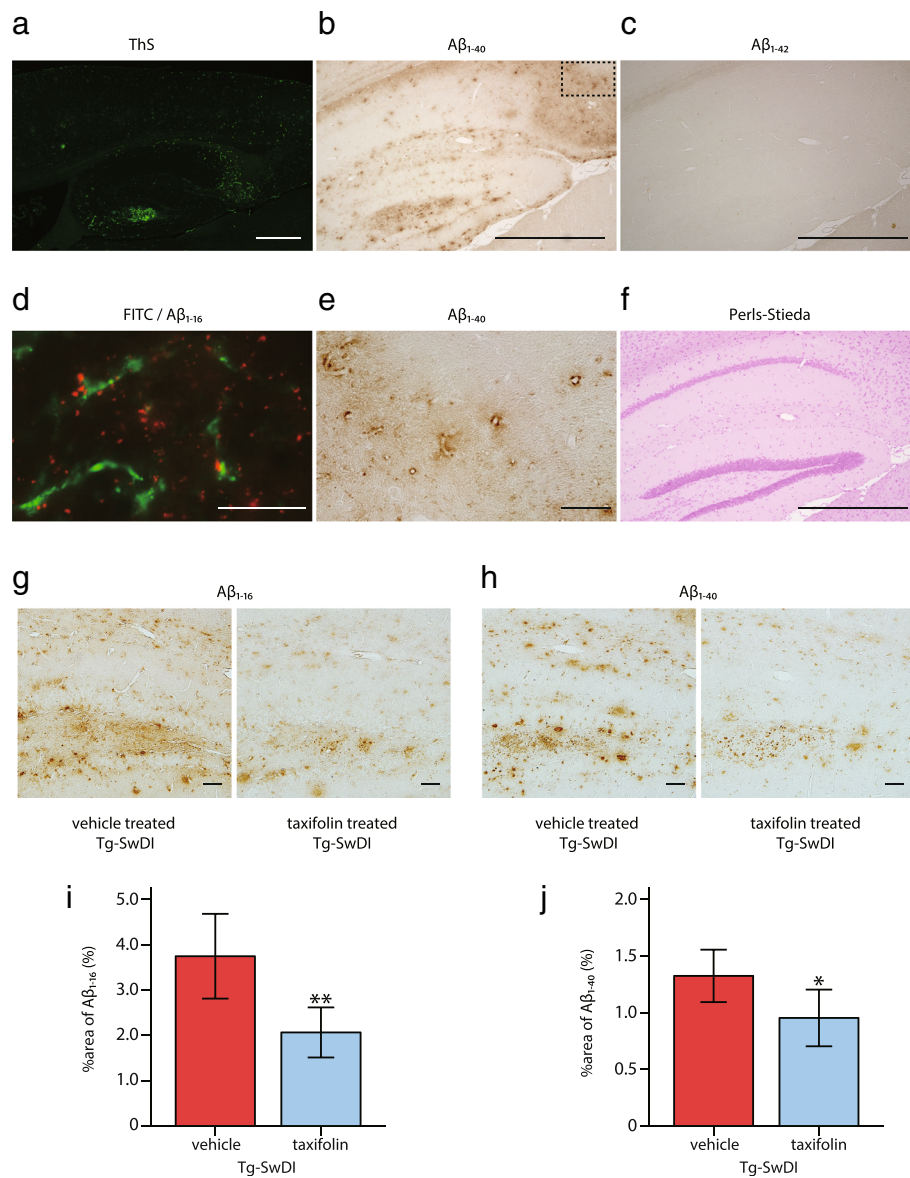 a
ThS
b
Aβ₁₋₄₀
c
Aβ₁₋₄₂
d
FITC / Aβ₁₋₁₆
e
Aβ₁₋₄₀
f
Perls-Stieda
g
Aβ₁₋₁₆
h
Aβ₁₋₄₀
vehicle treated
Tg-SwDI
taxifolin treated
Tg-SwDI
vehicle treated
Tg-SwDI
taxifolin treated
Tg-SwDI
i
%area of Aβ₁₋₁₆ (%)
5.0
4.0
3.0
2.0
1.0
0
**
vehicle
taxifolin
Tg-SwDI
j
%area of Aβ₁₋₄₀ (%)
2.0
1.5
1.0
0.5
0
*
vehicle
taxifolin
Tg-SwDI